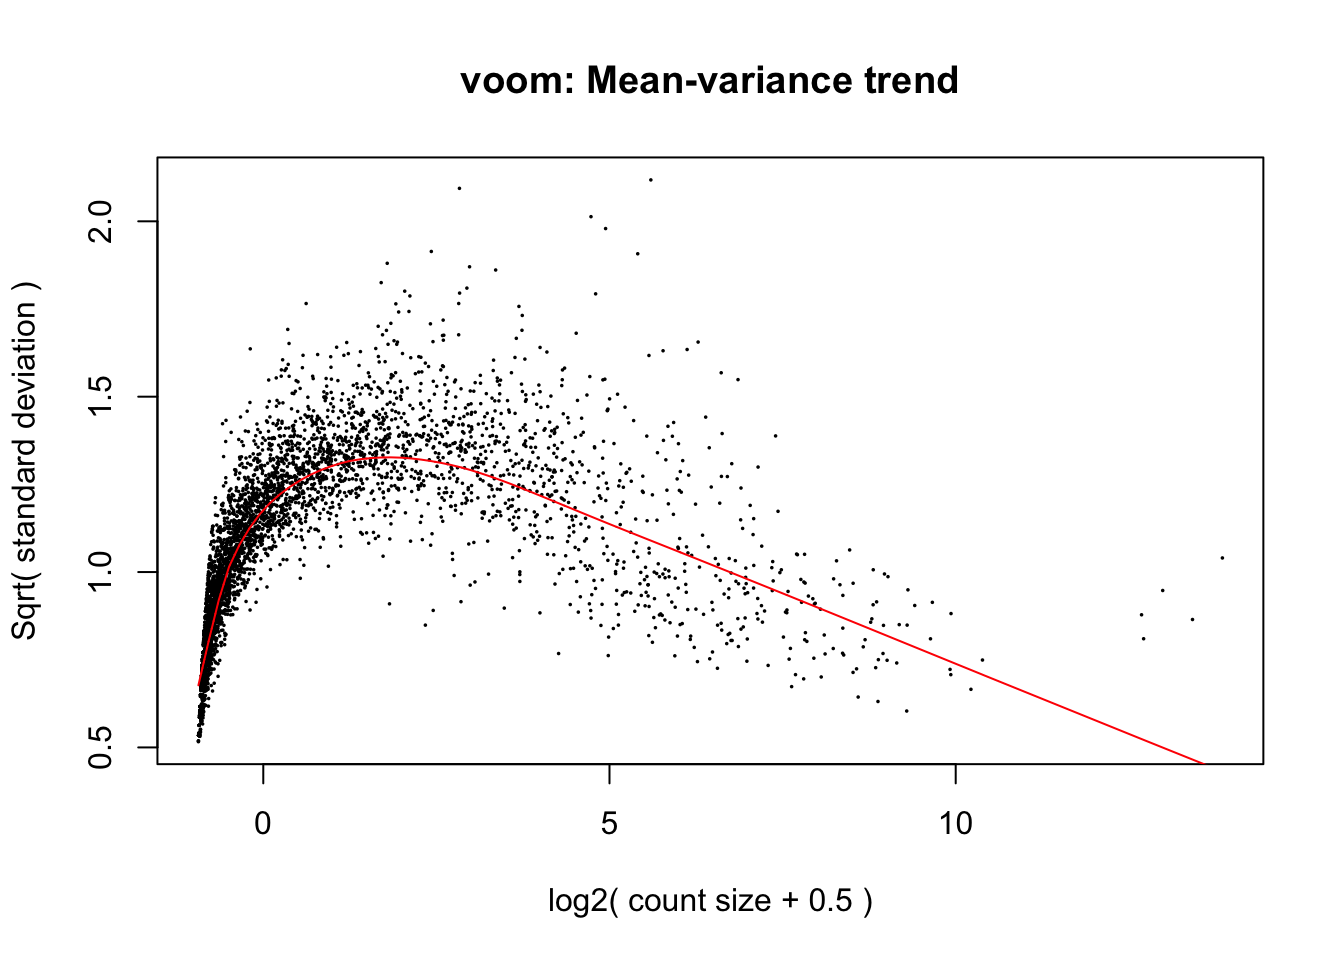 voom: Mean-variance trend
Sqrt( standard deviation )
2.0
1.5
1.0
0.5
0 5 10
log2( count size + 0.5 )